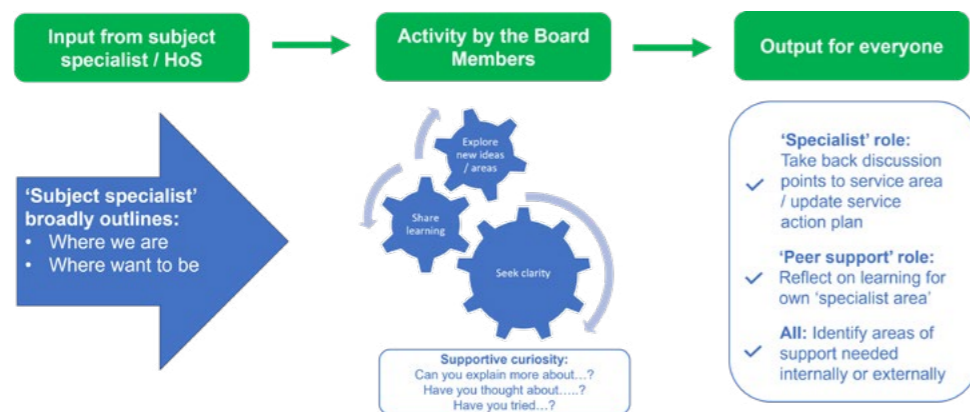 Input from subject
specialist / HoS
Activity by the Board
Members
Output for everyone
‘Subject specialist’
broadly outlines:
• Where we are
• Where want to be
Explore
new ideas
/ areas
Share
learning
Seek clarity
Supportive curiosity:
Can you explain more about…?
Have you thought about…..?
Have you tried…?
‘Specialist’ role:
Take back discussion
points to service area
/ update service
action plan
‘Peer support’ role:
Reflect on learning for
own ‘specialist area’
All: Identify areas of
support needed
internally or externally